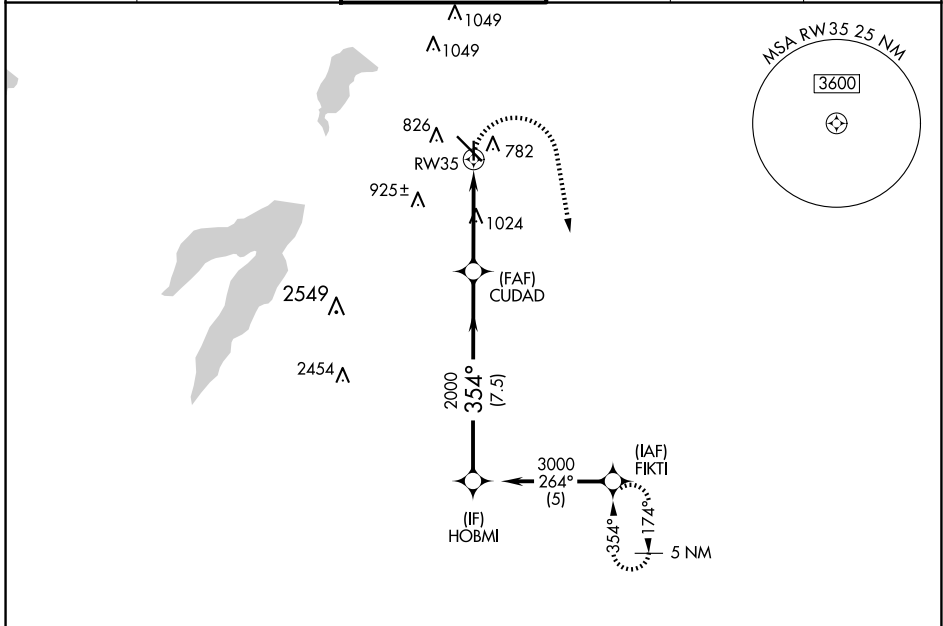 1049
1049
MSA RW35 25 NM
3600
826
782
RW35
925±
1024
(FAF)
CUDAD
2549
2454
2000
354°
(7.5)
(IAF)
FIKTI
3000
264°
(5)
(IF)
HOBMI
354°
174°
5 NM